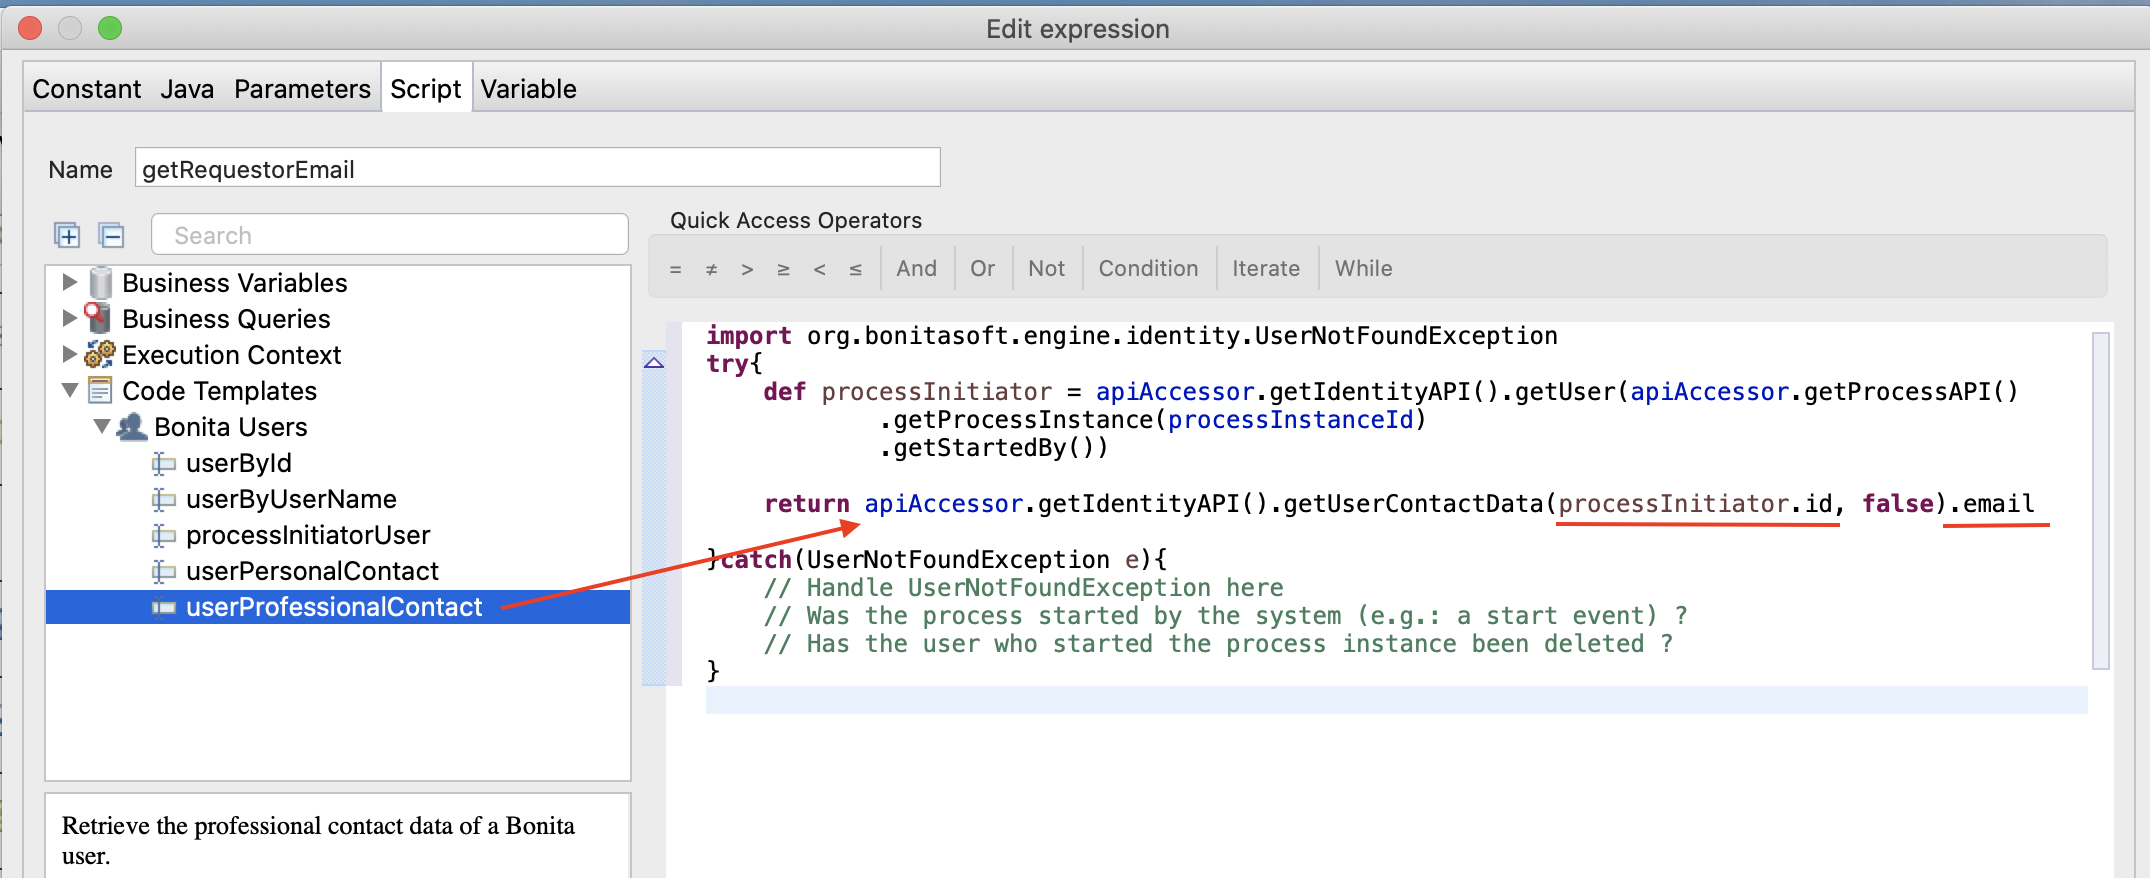 Edit expression
Constant Java Parameters Script Variable
Name getRequestorEmail
Search
Business Variables
Business Queries
Execution Context
Code Templates
Bonita Users
userById
userByUserName
processInitiatorUser
userPersonalContact
userProfessionalContact
Retrieve the professional contact data of a Bonita
user.
Quick Access Operators
= ≠ > ≥ < ≤ And Or Not Condition Iterate While
import org.bonitasoft.engine.identity.UserNotFoundException
try{
    def processInitiator = apiAccessor.getIdentityAPI().getUser(apiAccessor.getProcessAPI()
            .getProcessInstance(processInstanceId)
            .getStartedBy())
    return apiAccessor.getIdentityAPI().getUserContactData(processInitiator.id, false).email
}catch(UserNotFoundException e){
    // Handle UserNotFoundException here
    // Was the process started by the system (e.g.: a start event) ?
    // Has the user who started the process instance been deleted ?
}